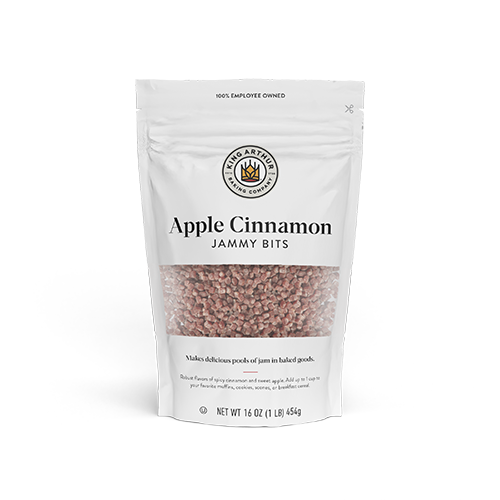 100% EMPLOYEE OWNED
KING ARTHUR
BAKING COMPANY
Apple Cinnamon
JAMMY BITS
Makes delicious pools of jam in baked goods.
Robust flavors of spicy cinnamon and sweet apple. Add up to 1 cup to
your favorite muffins, cookies, scones, or breakfast cereal.
NET WT 16 OZ (1 LB) 454g